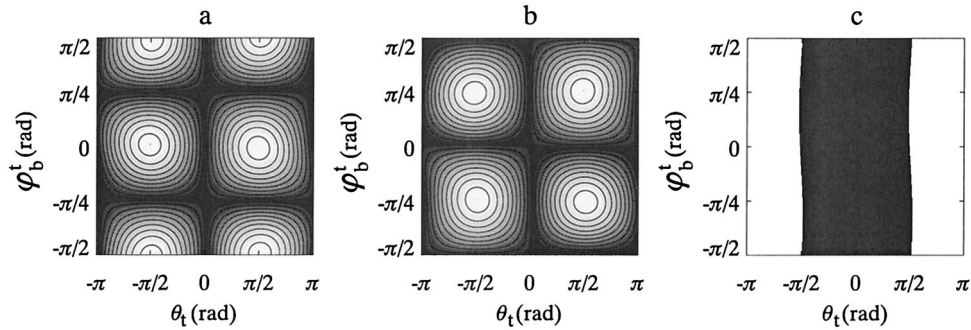 a
π/2
π/4
0
-π/4
-π/2
φ_b^t (rad)
-π -π/2 0 π/2 π
θ_t (rad)
b
π/2
π/4
0
-π/4
-π/2
φ_b^t (rad)
-π -π/2 0 π/2 π
θ_t (rad)
c
π/2
π/4
0
-π/4
-π/2
φ_b^t (rad)
-π -π/2 0 π/2 π
θ_t (rad)